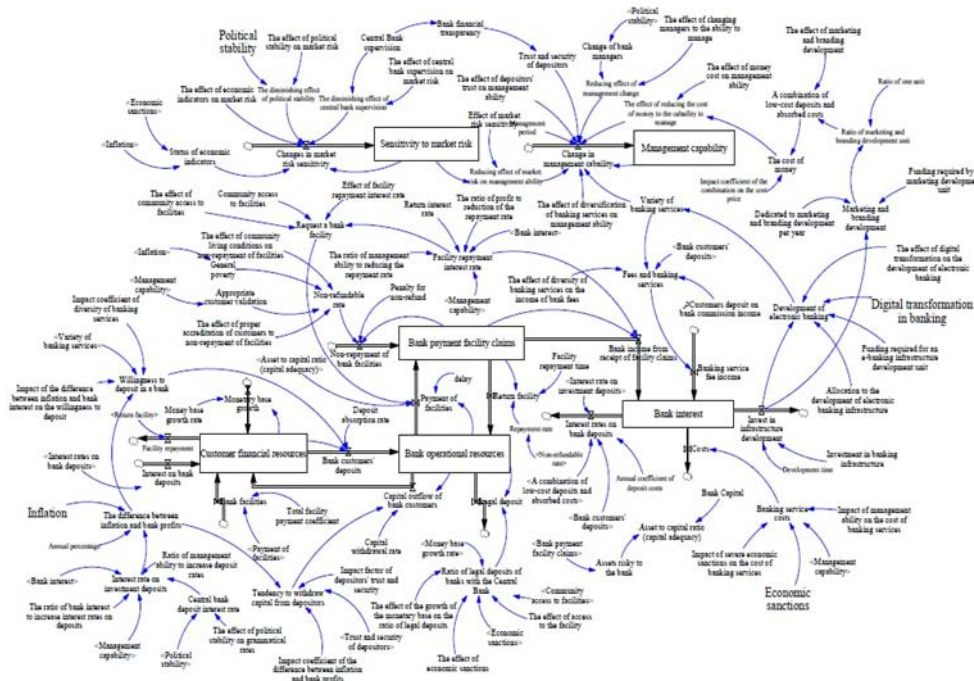 Political
stability
The effect of political
stability on market risk
Central Bank
supervision
Bank financial
transparency
<Political
stability>
The effect of changing
managers to the ability to
manage
The effect of marketing
and branding
development
The effect of central
bank supervision on
market risk
Trust and security
of depositors
Change of bank
managers
The effect of money
cost on management
ability
Ratio of one unit
The effect of economic
indicators on market risk
The diminishing effect
of political stability
The diminishing effect of
central bank supervision
The effect of depositors'
trust on management
ability
Reducing effect of
management change
The effect of reducing the cost
of money to the
manage
A combination of
low-cost deposits and
absorbed costs
<Economic
sanctions>
Effect of market
risk sensitivity
Management
period
Ratio of marketing and
branding development unit
<Inflation>
Status of economic
indicators
Changes in market
risk sensitivity
Sensitivity to market risk
Change in
management cabaility
Management capability
The cost of
money
Reducing effect of market
risk on management ability
Impact coefficient of the
combination on the cost
price
Funding required by
marketing development
unit
The effect of
community access to
facilities
Community access
to facilities
Effect of facility
repayment interest rate
Return interest
rate
The ratio of profit to
reduction of the
repayment rate
The effect of diversification
of banking services on
management ability
Variety of
banking services
Dedicated to marketing
and branding
development per year
Marketing and
branding
development
Request a bank
facility
<Bank interest>
The effect of community
living conditions on
non-repayment of facilities
The ratio of management
ability to reducing the
repayment rate
Facility repayment
interest rate
<Bank customers'
deposits>
The effect of digital
transformation on the
development of electronic
banking
<Inflation>
General
poverty
Fees and banking
services
<Management
capability>
Appropriate
customer validation
Non-refundable
rate
Penalty for
non-refund
<Management
capability>
The effect of diversity of
banking services on the
income of bank fees
Customers deposit on
bank commission income
Development of
electronic banking
Digital transformation
in banking
Impact coefficient of
diversity of banking
services
The effect of proper
accreditation of customers to
non-repayment of facilities
Non-repayment of bank
facilities
Bank payment facility claims
Bank income from
receipt of facility claims
Funding required for an
e-banking infrastructure
development unit
<Variety of
banking services>
<Asset to capital ratio
(capital adequacy)>
Facility
repayment time
Banking service
fee income
Allocation to the
development of electronic
banking infrastructure
Impact of the difference
between inflation and bank
interest on the willingness to
deposit
Willingness to
deposit in a bank
Money base
growth
Monetary base
growth
Deposit
absorption rate
delay
Payment of
facilities
Return facility
<Interest rate on
investment deposits>
Bank interest
Invest in
infrastructure
development
<Return facility>
Facility repayment
Repayment rate
Interest rates on
bank deposits
Costs
<Interest rates on
bank deposits>
Interest on bank
deposits
Customer financial resources
Bank customers'
deposits
Bank operational resources
<Non-refundable
rate>
Annual coefficient of
deposit costs
Development time
Investment in
banking infrastructure
Bank facilities
Total facility
payment coefficient
Capital outflow of
bank customers
Legal deposit
<A combination of
low-cost deposits and
absorbed costs>
Bank Capital
Inflation
The difference between
inflation and bank profits
<Bank customers'
deposits>
Asset to capital ratio
(capital adequacy)
Banking service
costs
Impact of management
ability on the cost of
banking services
Annual percentage
<Payment of
facilities>
Capital
withdrawal rate
<Money base
growth rate>
<Bank payment
facility claims>
Assets risky to
the bank
Impact of severe economic
sanctions on the cost of
banking services
<Management
capability>
<Bank interest>
Interest rate on
investment deposits
Ratio of management
ability to increase deposit
rates
Tendency to withdraw
capital from depositors
Impact factor of
depositors' trust and
security
Ratio of legal deposits of
banks with the Central
Bank
<Community
access to facilities>
Economic
sanctions
The ratio of bank interest
to increase interest rates on
deposits
Central bank
deposit interest rate
The effect of the growth of
the monetary base on the
ratio of legal deposits
The effect of access
to the facility
<Management
capability>
<Political
stability>
The effect of political
stability on grammatical
rates
<Trust and security
of depositors>
<Economic
sanctions>
Impact coefficient of the
difference between inflation
and bank profits
The effect of
economic sanctions